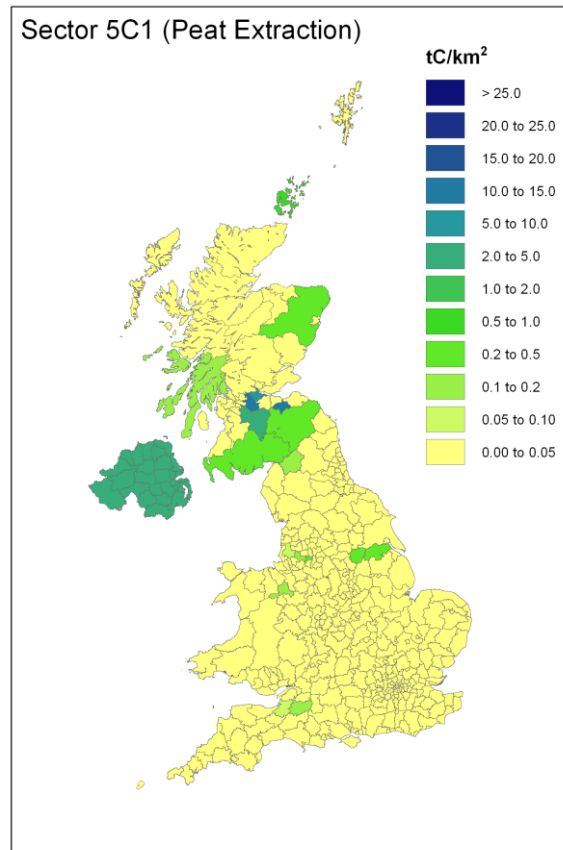 Sector 5C1 (Peat Extraction)
tC/km²
> 25.0
20.0 to 25.0
15.0 to 20.0
10.0 to 15.0
5.0 to 10.0
2.0 to 5.0
1.0 to 2.0
0.5 to 1.0
0.2 to 0.5
0.1 to 0.2
0.05 to 0.10
0.00 to 0.05